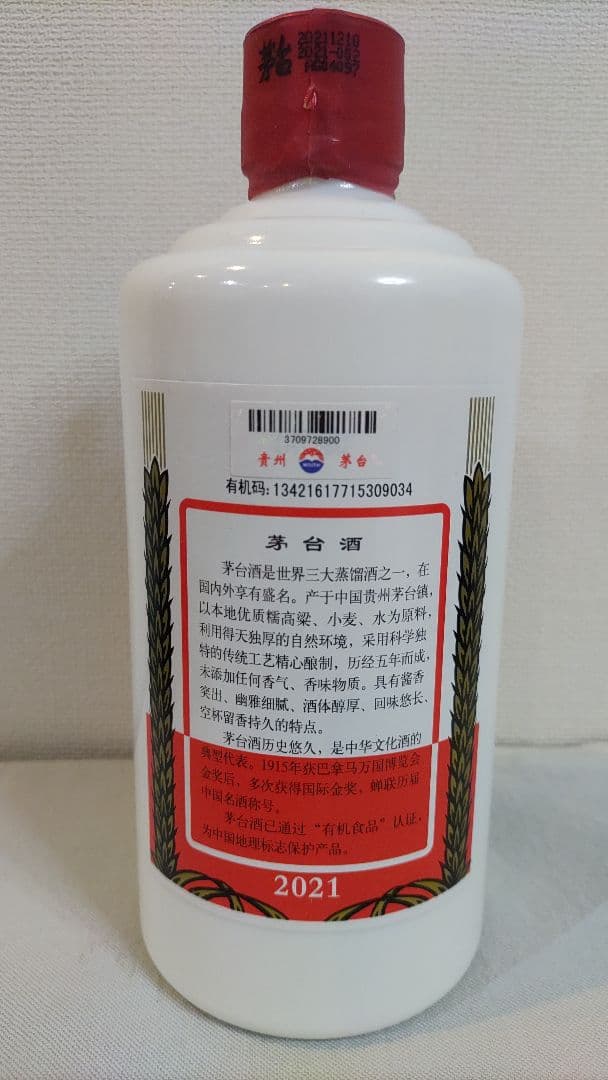 茅台
20211210
3709728900
贵州 茅台
MOUTAI
有机码:13421617715309034
茅台酒
茅台酒是世界三大蒸馏酒之一，在
国内外享有盛名。产于中国贵州茅台镇，
以本地优质糯高粱、小麦、水为原料，
利用得天独厚的自然环境，采用科学独
特的传统工艺精心酿制，历经五年而成，
未添加任何香气、香味物质。具有酱香
突出、幽雅细腻、酒体醇厚、回味悠长、
空杯留香持久的特点。
茅台酒历史悠久，是中华文化酒的
典型代表。1915年获巴拿马万国博览会
金奖后，多次获得国际金奖，蝉联历届
中国名酒称号。
茅台酒已通过“有机食品”认证，
为中国地理标志保护产品。
2021